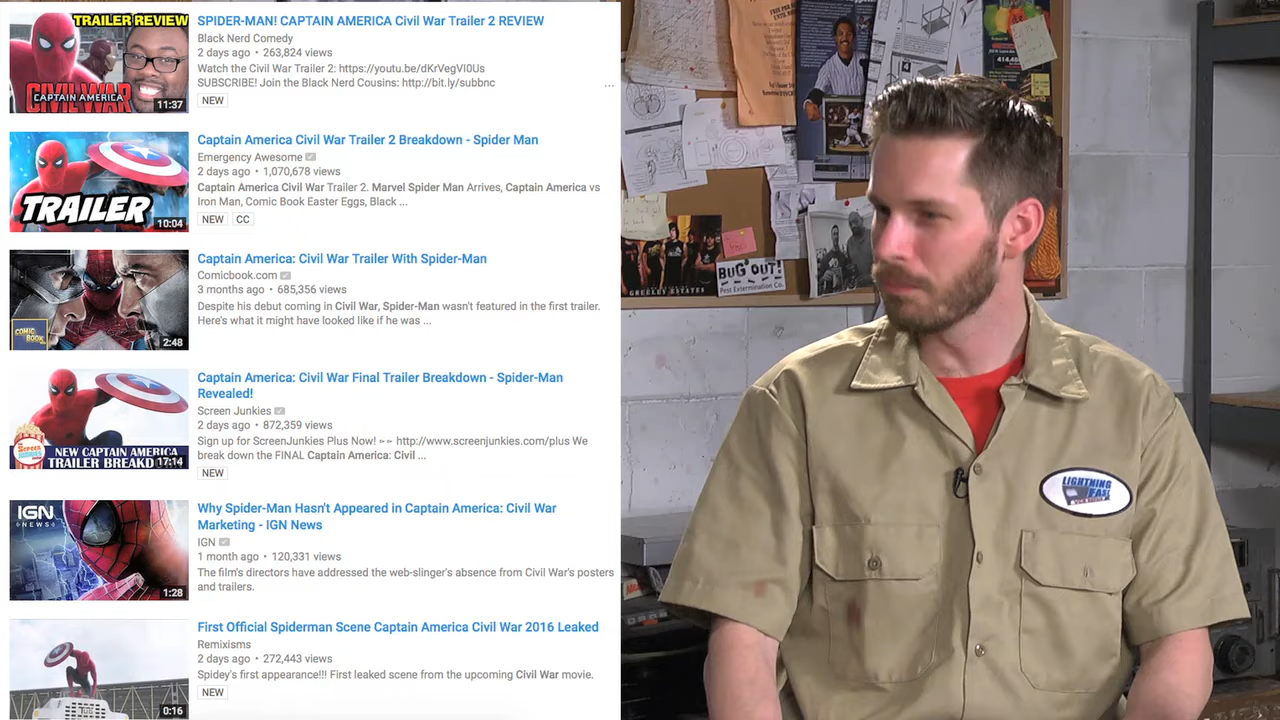 TRAILER REVIEW
CAPTAIN AMERICA
CIVIL WAR
11:37
SPIDER-MAN! CAPTAIN AMERICA Civil War Trailer 2 REVIEW
Black Nerd Comedy
2 days ago • 263,824 views
Watch the Civil War Trailer 2: https://youtu.be/dKrVegVI0Us
SUBSCRIBE! Join the Black Nerd Cousins: http://bit.ly/subbnc ...
NEW
TRAILER
10:04
Captain America Civil War Trailer 2 Breakdown - Spider Man
Emergency Awesome
2 days ago • 1,070,678 views
Captain America Civil War Trailer 2. Marvel Spider Man Arrives, Captain America vs
Iron Man, Comic Book Easter Eggs, Black ...
NEW CC
COMIC
BOOK
2:48
Captain America: Civil War Trailer With Spider-Man
Comicbook.com
3 months ago • 685,356 views
Despite his debut coming in Civil War, Spider-Man wasn't featured in the first trailer.
Here's what it might have looked like if he was ...
SCREEN
JUNKIES
NEW CAPTAIN AMERICA
TRAILER BREAKD
17:14
Captain America: Civil War Final Trailer Breakdown - Spider-Man
Revealed!
Screen Junkies
2 days ago • 872,359 views
Sign up for ScreenJunkies Plus Now! ►► http://www.screenjunkies.com/plus We
break down the FINAL Captain America: Civil ...
NEW
IGN
NEWS
1:28
Why Spider-Man Hasn't Appeared in Captain America: Civil War
Marketing - IGN News
IGN
1 month ago • 120,331 views
The film's directors have addressed the web-slinger's absence from Civil War's posters
and trailers.
0:16
First Official Spiderman Scene Captain America Civil War 2016 Leaked
Remixisms
2 days ago • 272,443 views
Spidey's first appearance!!! First leaked scene from the upcoming Civil War movie.
NEW
BUG OUT!
Pest Extermination Co.
GREELEY ESTATES
LIGHTNING
FAST